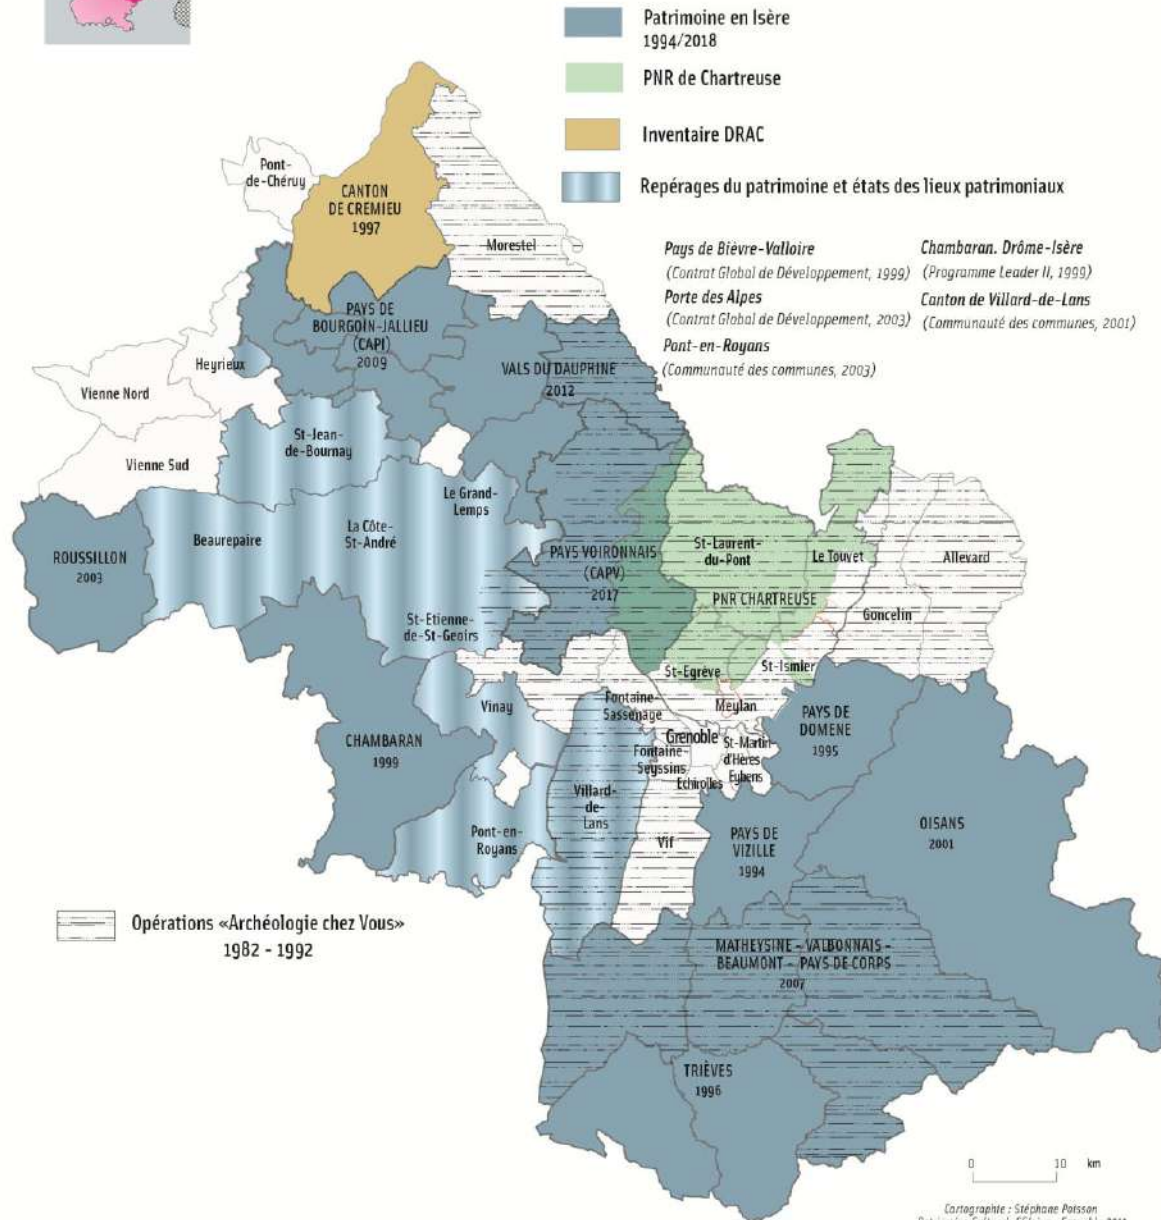 Patrimoine en Isère
1994/2018
PNR de Chartreuse
Inventaire DRAC
Repérages du patrimoine et états des lieux patrimoniaux
Pays de Bièvre-Valloire
(Contrat Global de Développement, 1999)
Porte des Alpes
(Contrat Global de Développement, 2003)
Pont-en-Royans
(Communauté des communes, 2003)
Chambaran. Drôme-Isère
(Programme Leader II, 1999)
Canton de Villard-de-Lans
(Communauté des communes, 2001)
Pont-
de-Chéruy
CANTON
DE CREMIEU
1997
Morestel
PAYS DE
BOURGOIN-JALLIEU
(CAPI)
2009
Heyrieux
VALS DU DAUPHINE
2012
Vienne Nord
St-Jean-
de-Bournay
Vienne Sud
Le Grand-
Lemps
La Côte-
St-André
Beaurepaire
ROUSSILLON
2003
PAYS VOIRONNAIS
(CAPV)
2017
St-Laurent-
du-Pont
Le Touvet
Allevard
PNR CHARTREUSE
Goncelin
St-Etienne-
de-St-Geoirs
St-Egrève
St-Ismier
Vinay
Fontaine-
Sassenage
Meylan
PAYS DE
DOMENE
1995
CHAMBARAN
1999
Grenoble
Fontaine-
Seyssins
St-Martin
d'Hères
Eybens
Echirolles
Villard-
de-
Lans
Pont-en-
Royans
Vif
PAYS DE
VIZILLE
1994
OISANS
2001
Opérations «Archéologie chez Vous»
1982 - 1992
MATHEYSINE - VALBONNAIS -
BEAUMONT - PAYS DE CORPS
2007
TRIÈVES
1996
0 10 km
Cartographie : Stéphane Poisson